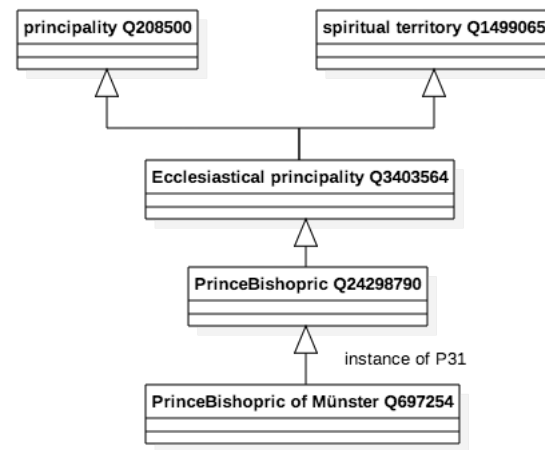 principality Q208500
spiritual territory Q1499065
Ecclesiastical principality Q3403564
PrinceBishopric Q24298790
instance of P31
PrinceBishopric of Münster Q697254